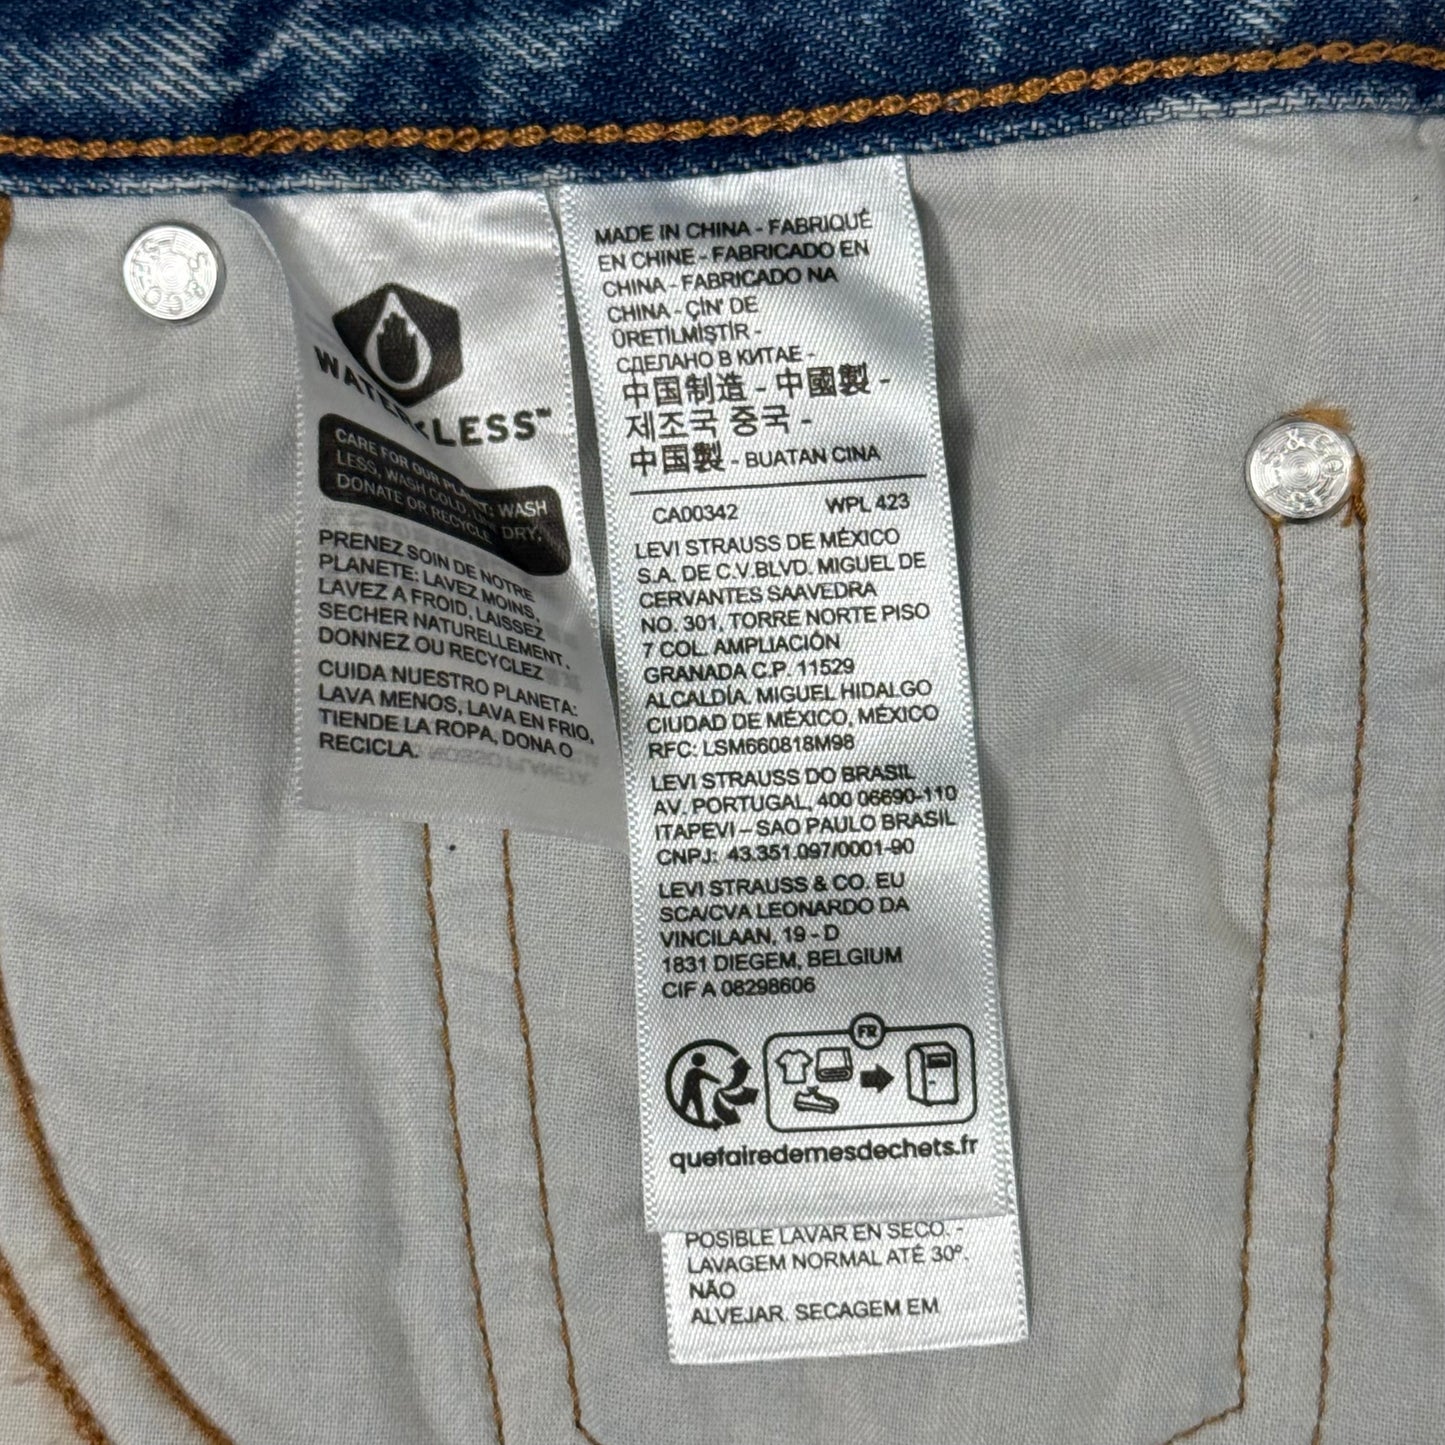 WATER<LESS™
CARE FOR OUR PLANET: WASH
LESS, WASH COLD, LINE DRY,
DONATE OR RECYCLE
PRENEZ SOIN DE NOTRE
PLANETE: LAVEZ MOINS,
LAVEZ A FROID, LAISSEZ
SECHER NATURELLEMENT,
DONNEZ OU RECYCLEZ
CUIDA NUESTRO PLANETA:
LAVA MENOS, LAVA EN FRIO,
TIENDE LA ROPA, DONA O
RECICLA.
MADE IN CHINA - FABRIQUÉ
EN CHINE - FABRICADO EN
CHINA - FABRICADO NA
CHINA - ÇİN' DE
ÜRETİLMİŞTİR -
СДЕЛАНО В КИТАЕ -
中国制造 - 中國製 -
제조국 중국 -
中国製 - BUATAN CINA
CA00342 WPL 423
LEVI STRAUSS DE MÉXICO
S.A. DE C.V.BLVD. MIGUEL DE
CERVANTES SAAVEDRA
NO. 301, TORRE NORTE PISO
7 COL. AMPLIACIÓN
GRANADA C.P. 11529
ALCALDÍA. MIGUEL HIDALGO
CIUDAD DE MÉXICO, MÉXICO
RFC: LSM660818M98
LEVI STRAUSS DO BRASIL
AV. PORTUGAL, 400 06690-110
ITAPEVI – SAO PAULO BRASIL
CNPJ: 43.351.097/0001-90
LEVI STRAUSS & CO. EU
SCA/CVA LEONARDO DA
VINCILAAN, 19 - D
1831 DIEGEM, BELGIUM
CIF A 08298606
FR
quefairedemesdechets.fr
POSIBLE LAVAR EN SECO. -
LAVAGEM NORMAL ATÉ 30º.
NÃO
ALVEJAR. SECAGEM EM